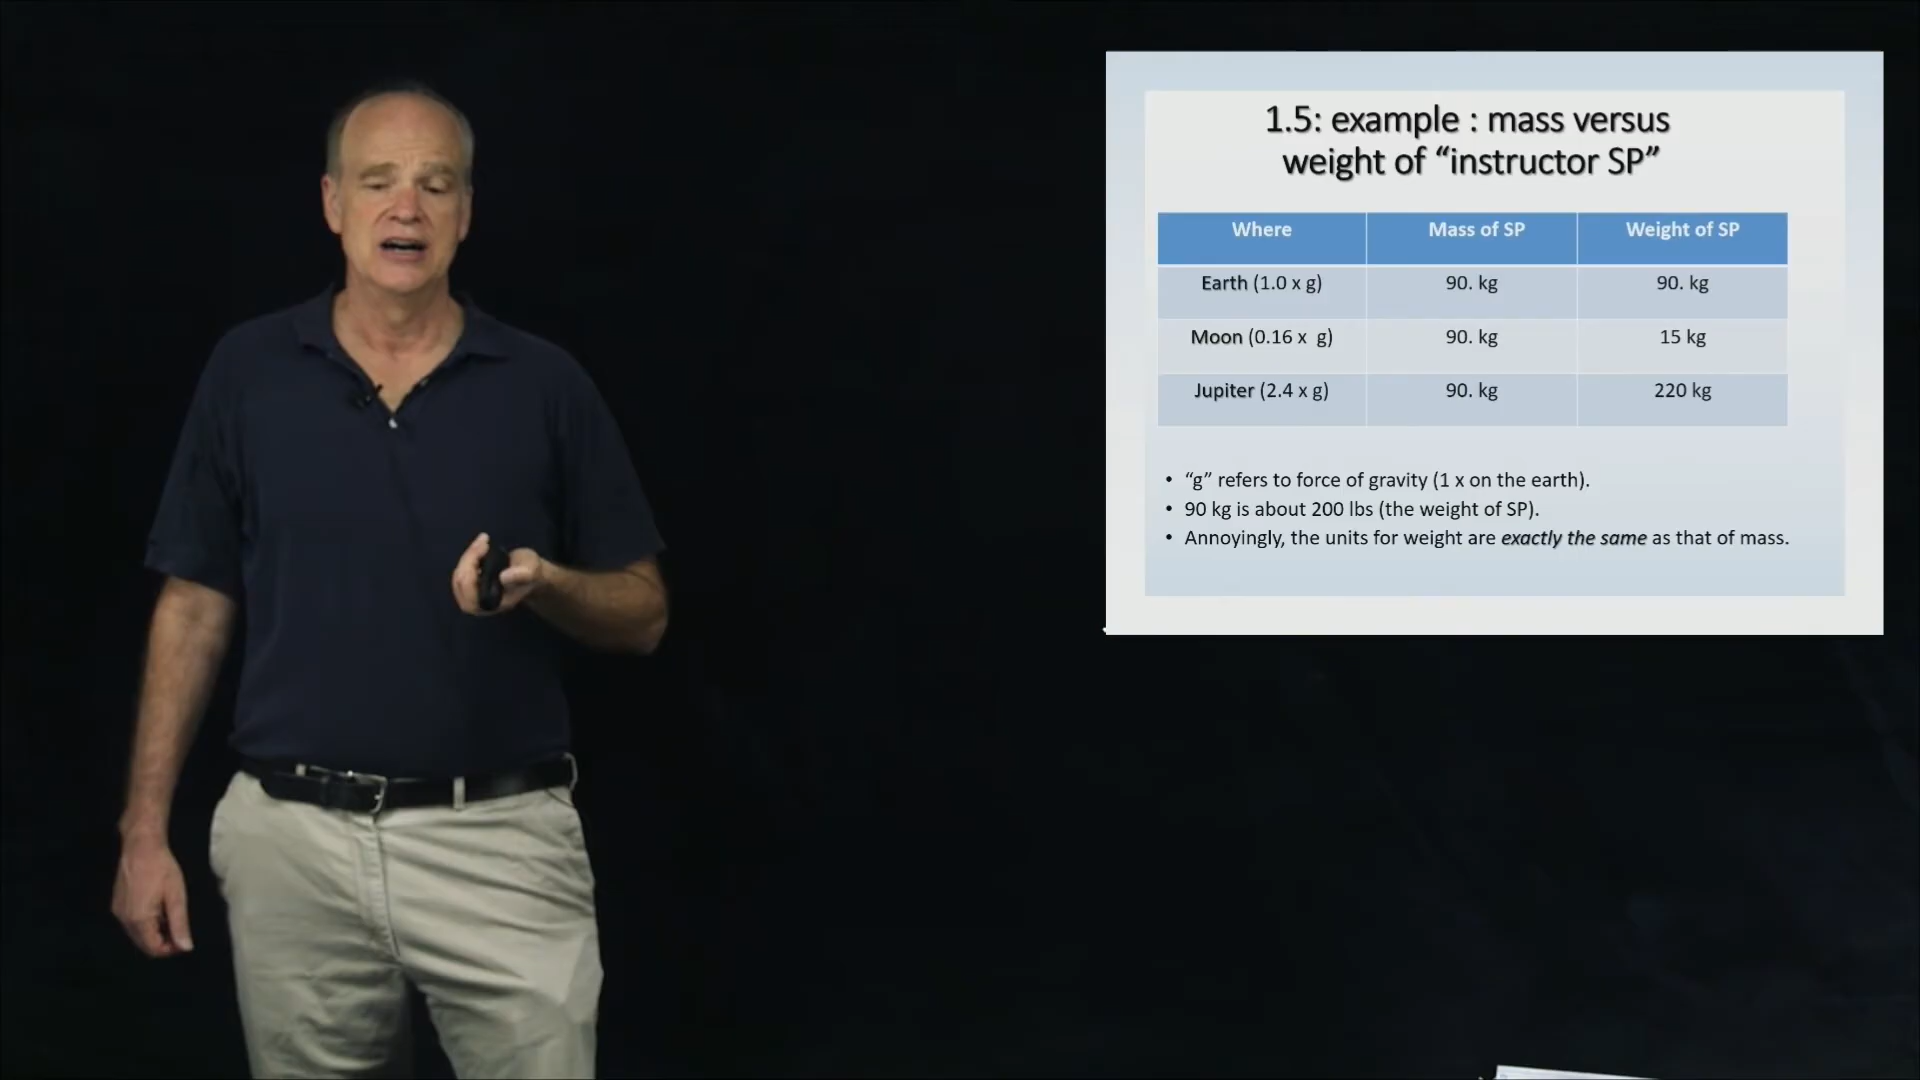 1.5: example : mass versus
weight of “instructor SP”
Where Mass of SP Weight of SP
Earth (1.0 x g) 90. kg 90. kg
Moon (0.16 x g) 90. kg 15 kg
Jupiter (2.4 x g) 90. kg 220 kg
• “g” refers to force of gravity (1 x on the earth).
• 90 kg is about 200 lbs (the weight of SP).
• Annoyingly, the units for weight are exactly the same as that of mass.